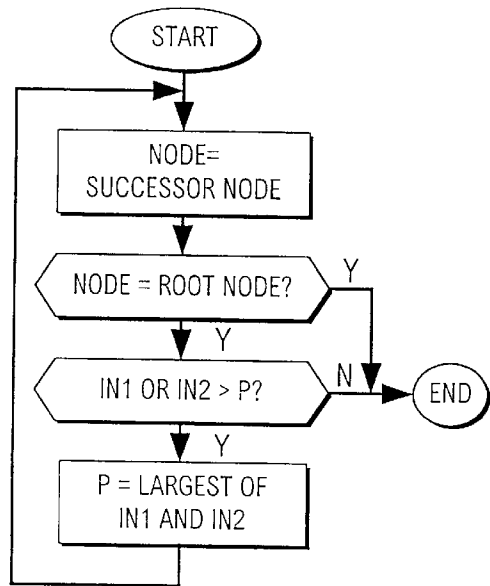 START
NODE=
SUCCESSOR NODE
NODE = ROOT NODE?
Y
Y
IN1 OR IN2 > P?
N
END
Y
P = LARGEST OF
IN1 AND IN2